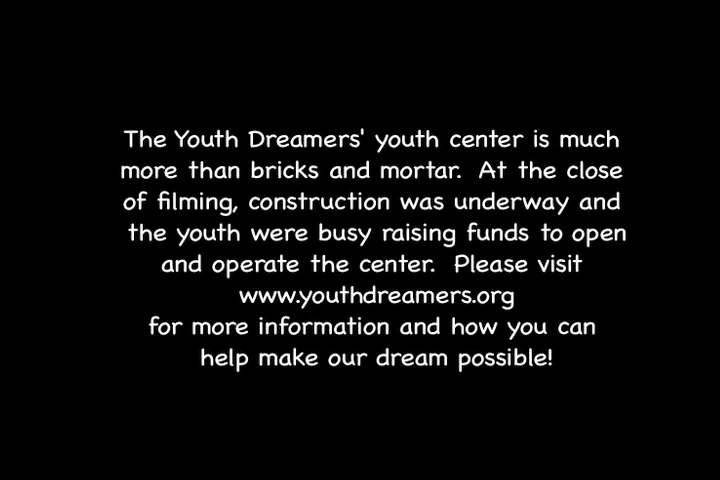 The Youth Dreamers' youth center is much
more than bricks and mortar.  At the close
of filming, construction was underway and
the youth were busy raising funds to open
and operate the center.  Please visit
www.youthdreamers.org
for more information and how you can
help make our dream possible!